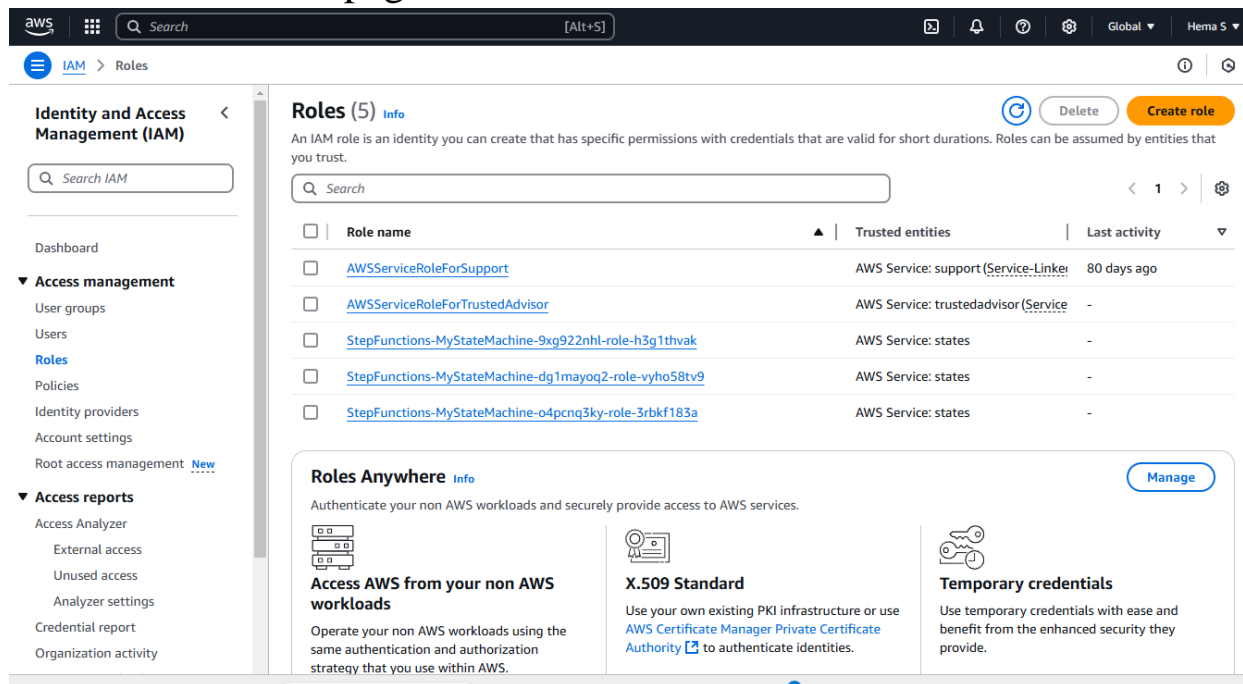 pag
aws
Search [Alt+S]
Global ▼ Hema S ▼
IAM > Roles
Identity and Access
Management (IAM)
Search IAM
Dashboard
▼ Access management
User groups
Users
Roles
Policies
Identity providers
Account settings
Root access management New
▼ Access reports
Access Analyzer
External access
Unused access
Analyzer settings
Credential report
Organization activity
Roles (5) Info
Delete
Create role
An IAM role is an identity you can create that has specific permissions with credentials that are valid for short durations. Roles can be assumed by entities that
you trust.
Search
< 1 >
Role name ▲ Trusted entities Last activity
AWSServiceRoleForSupport AWS Service: support (Service-Linked 80 days ago
AWSServiceRoleForTrustedAdvisor AWS Service: trustedadvisor (Service -
StepFunctions-MyStateMachine-9xg922nhl-role-h3g1thvak AWS Service: states -
StepFunctions-MyStateMachine-dg1mayoq2-role-vyho58tv9 AWS Service: states -
StepFunctions-MyStateMachine-o4pcnq3ky-role-3rbkf183a AWS Service: states -
Roles Anywhere Info
Manage
Authenticate your non AWS workloads and securely provide access to AWS services.
Access AWS from your non AWS
workloads
Operate your non AWS workloads using the
same authentication and authorization
strategy that you use within AWS.
X.509 Standard
Use your own existing PKI infrastructure or use
AWS Certificate Manager Private Certificate
Authority to authenticate identities.
Temporary credentials
Use temporary credentials with ease and
benefit from the enhanced security they
provide.